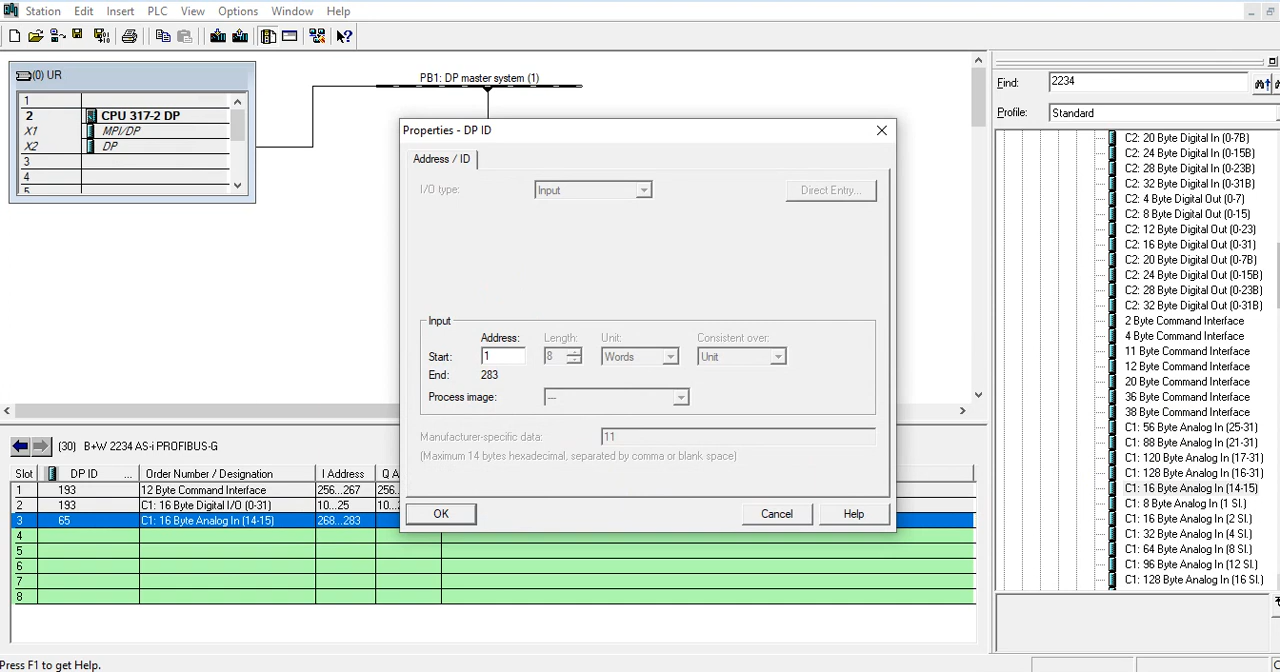 Station Edit Insert PLC View Options Window Help
(0) UR
1
2 CPU 317-2 DP
X1 MPI/DP
X2 DP
3
4
5
PB1: DP master system (1)
Properties - DP ID
Address / ID
I/O type: Input Direct Entry...
Input
Address: Length: Unit: Consistent over:
Start: 1 8 Words Unit
End: 283
Process image: ---
Manufacturer-specific data: 11
(Maximum 14 bytes hexadecimal, separated by comma or blank space)
OK Cancel Help
(30) B+W 2234 AS-i PROFIBUS-G
Slot DP ID ... Order Number / Designation I Address Q A
1 193 12 Byte Command Interface 256...267 256...
2 193 C1: 16 Byte Digital I/O (0-31) 10...25 10...
3 65 C1: 16 Byte Analog In (14-15) 268...283
4
5
6
7
8
Find: 2234
Profile: Standard
C2: 20 Byte Digital In (0-7B)
C2: 24 Byte Digital In (0-15B)
C2: 28 Byte Digital In (0-23B)
C2: 32 Byte Digital In (0-31B)
C2: 4 Byte Digital Out (0-7)
C2: 8 Byte Digital Out (0-15)
C2: 12 Byte Digital Out (0-23)
C2: 16 Byte Digital Out (0-31)
C2: 20 Byte Digital Out (0-7B)
C2: 24 Byte Digital Out (0-15B)
C2: 28 Byte Digital Out (0-23B)
C2: 32 Byte Digital Out (0-31B)
2 Byte Command Interface
4 Byte Command Interface
11 Byte Command Interface
12 Byte Command Interface
20 Byte Command Interface
36 Byte Command Interface
38 Byte Command Interface
C1: 56 Byte Analog In (25-31)
C1: 88 Byte Analog In (21-31)
C1: 120 Byte Analog In (17-31)
C1: 128 Byte Analog In (16-31)
C1: 16 Byte Analog In (14-15)
C1: 8 Byte Analog In (1 Sl.)
C1: 16 Byte Analog In (2 Sl.)
C1: 32 Byte Analog In (4 Sl.)
C1: 64 Byte Analog In (8 Sl.)
C1: 96 Byte Analog In (12 Sl.)
C1: 128 Byte Analog In (16 Sl.)
Press F1 to get Help.